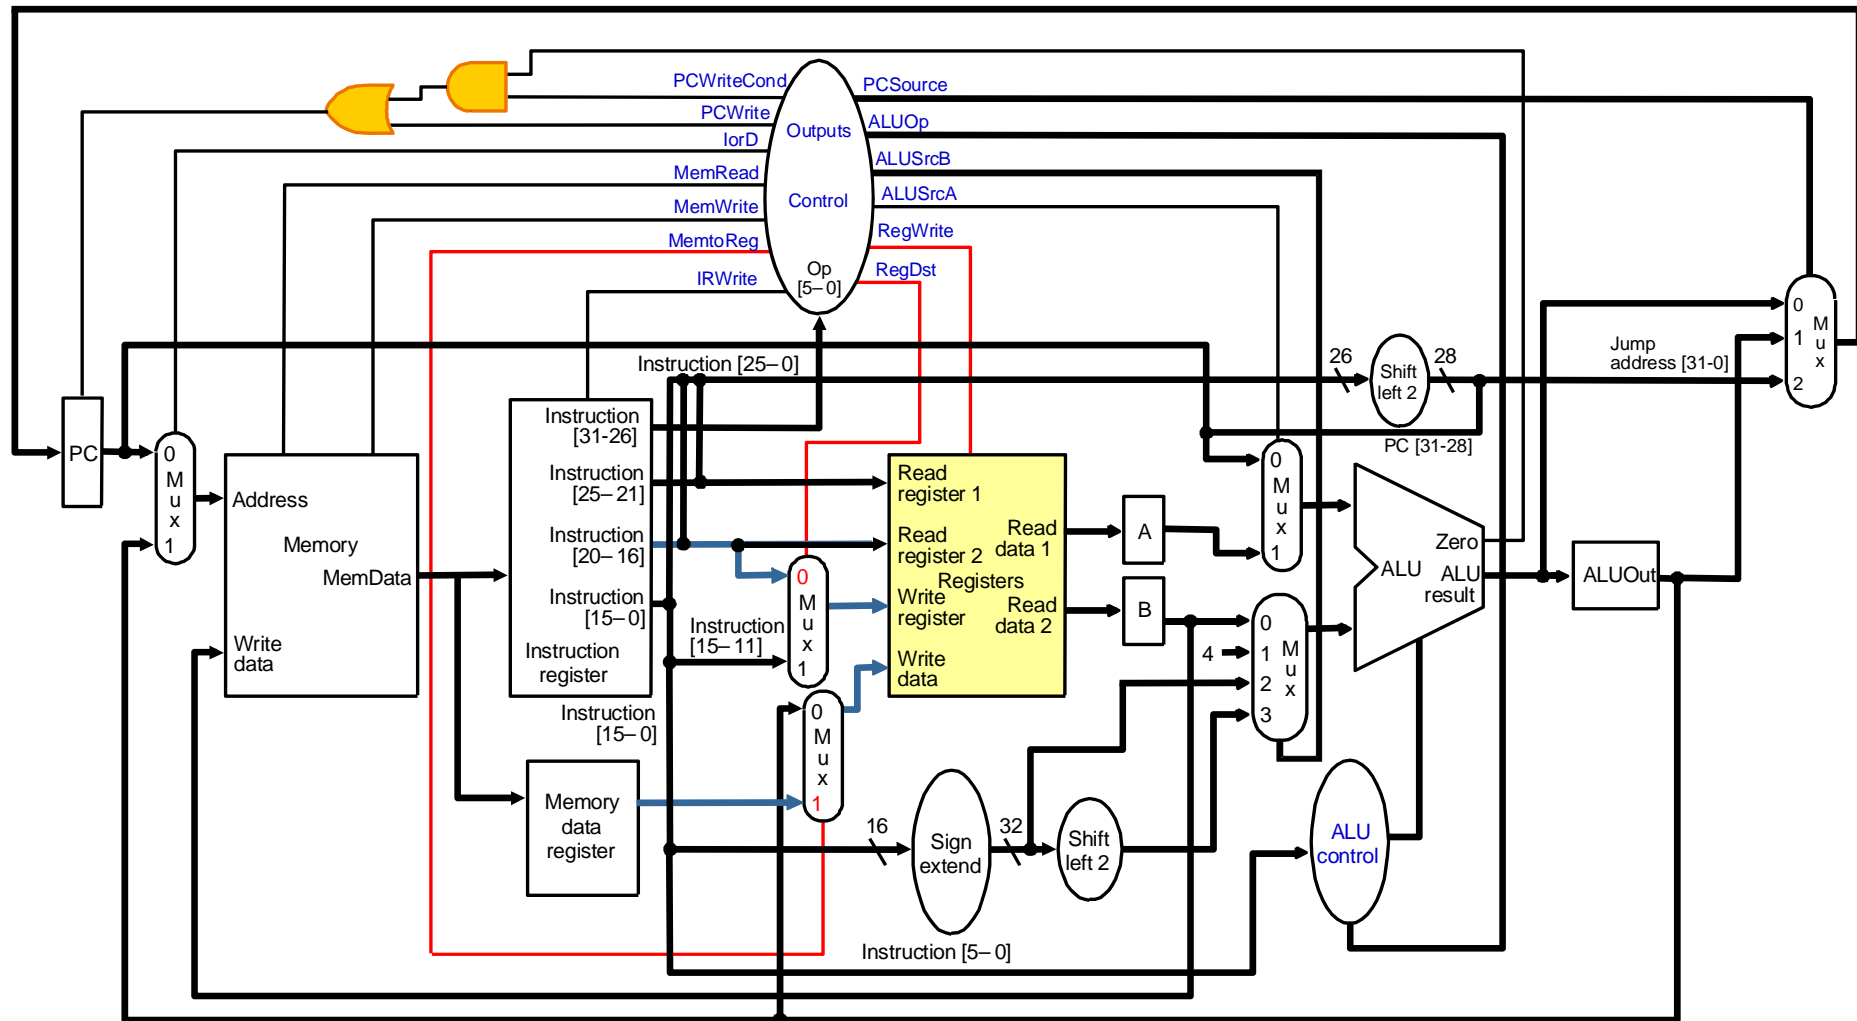 PCWriteCond
PCSource
PCWrite
ALUOp
Outputs
IorD
ALUSrcB
MemRead
ALUSrcA
Control
MemWrite
RegWrite
MemtoReg
RegDst
Op
[5–0]
IRWrite
Instruction [25–0]
26
28
Shift
left 2
Jump
address [31-0]
0
1
2
M
u
x
PC [31-28]
PC
0
M
u
x
1
Address
Memory
MemData
Write
data
Instruction
[31-26]
Instruction
[25–21]
Instruction
[20–16]
Instruction
[15–0]
Instruction
register
Instruction
[15–11]
0
M
u
x
1
Read
register 1
Read
register 2
Registers
Write
register
Write
data
Read
data 1
Read
data 2
A
B
0
M
u
x
1
4
0
1
2
3
M
u
x
Zero
ALU
ALU
result
ALUOut
Instruction
[15–0]
0
M
u
x
1
Memory
data
register
16
Sign
extend
32
Shift
left 2
ALU
control
Instruction [5–0]